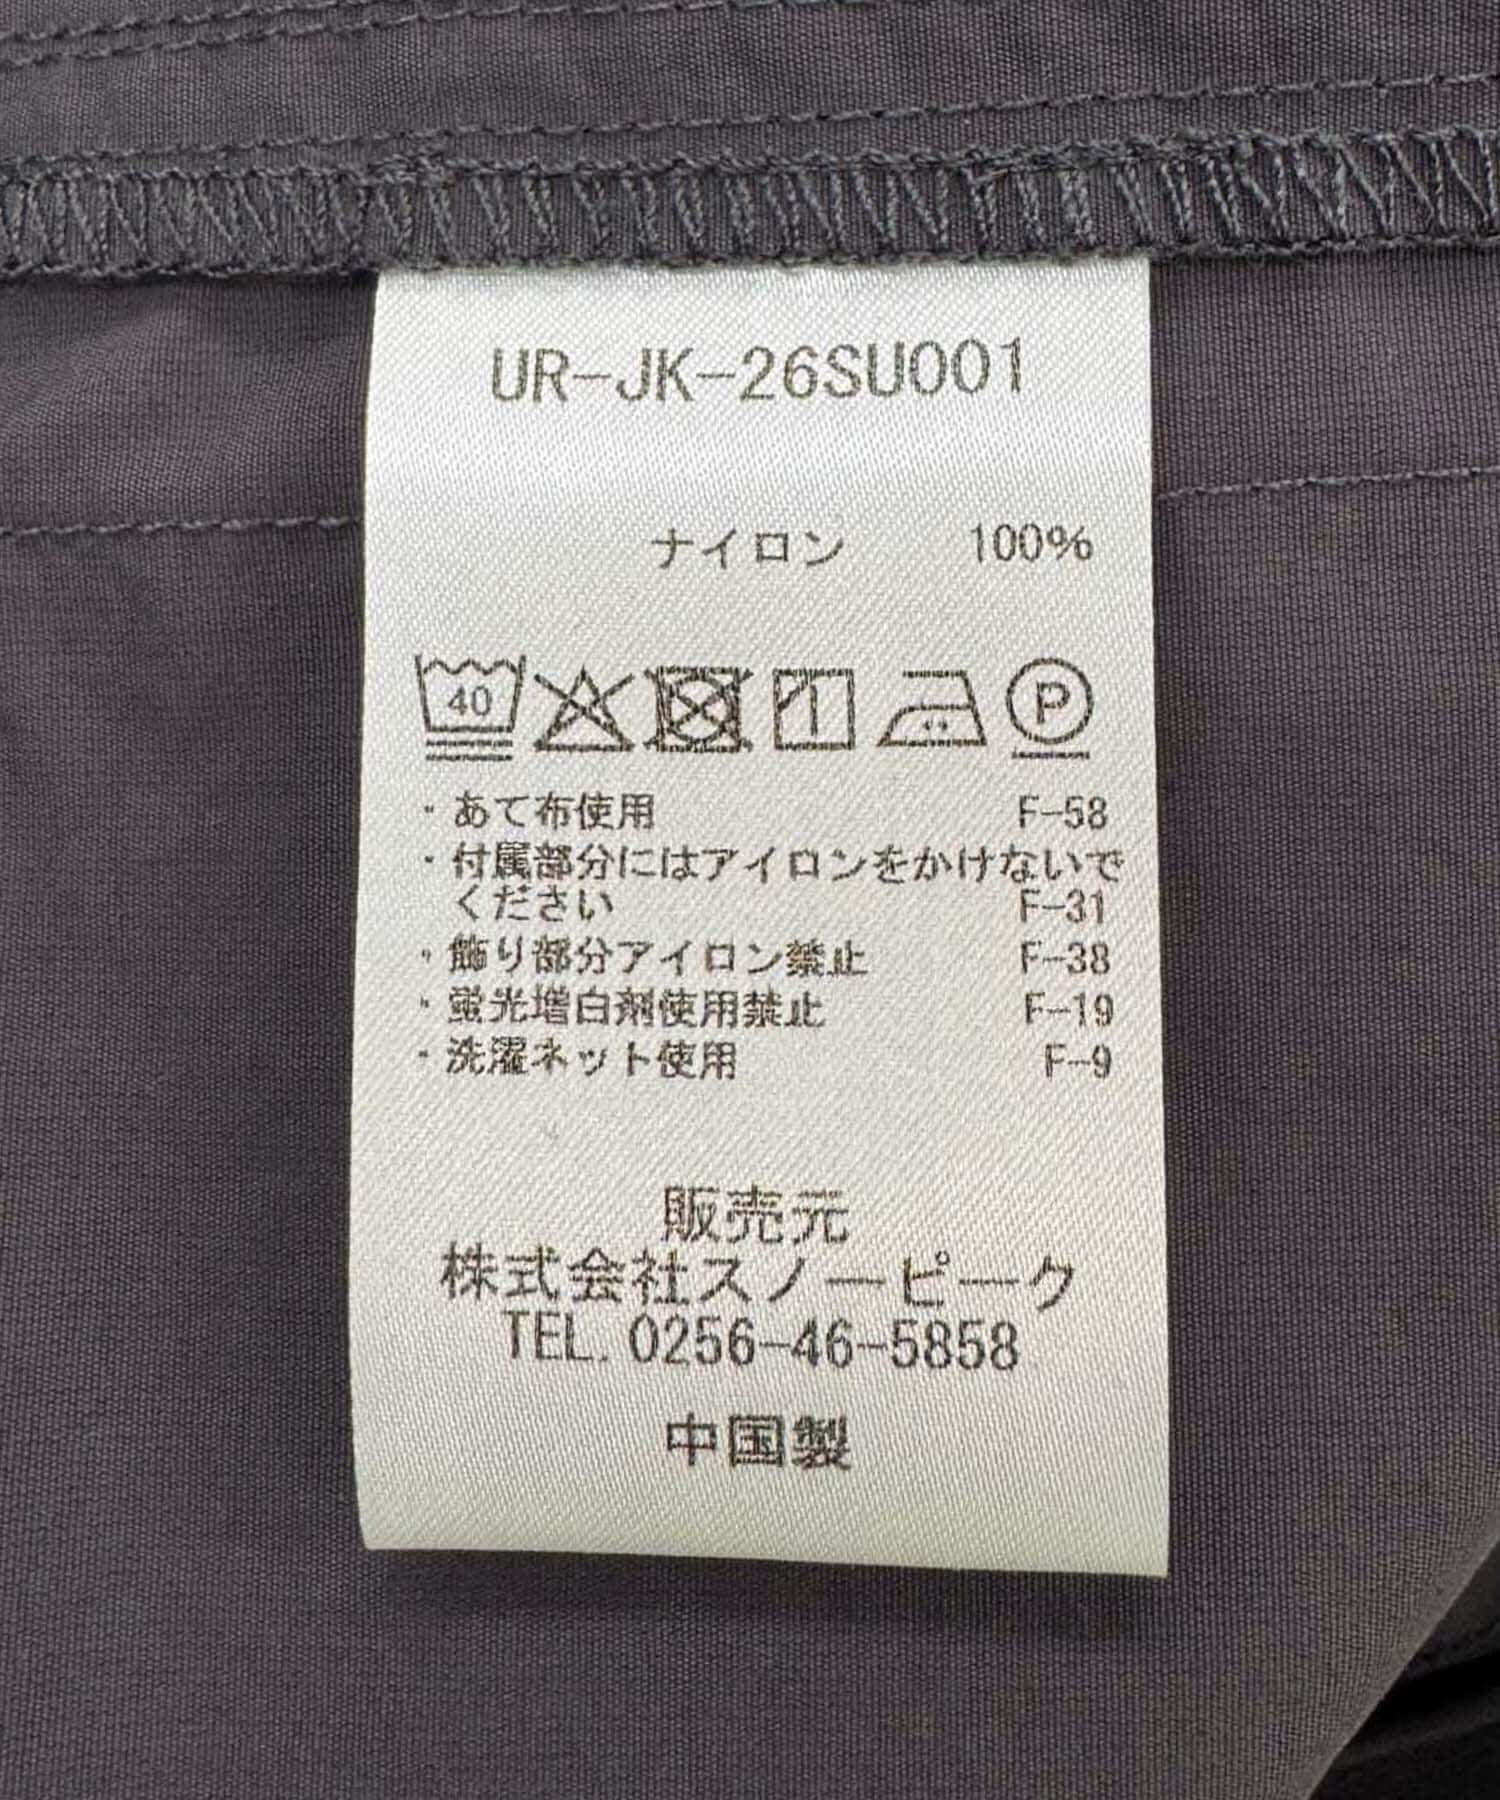 UR-JK-26SU001
ナイロン 100%
40 P
・あて布使用 F-58
・付属部分にはアイロンをかけないで
ください F-31
・飾り部分アイロン禁止 F-38
・蛍光増白剤使用禁止 F-19
・洗濯ネット使用 F-9
販売元
株式会社スノーピーク
TEL. 0256-46-5858
中国製